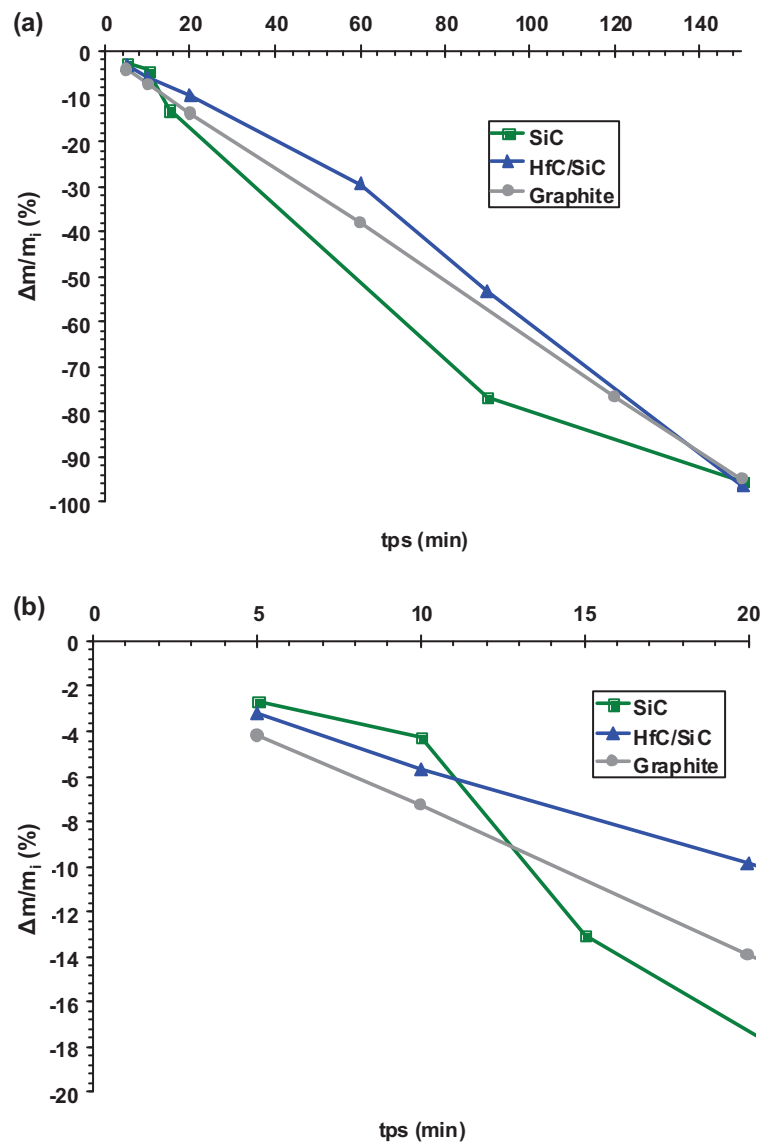 (a)
0 20 40 60 80 100 120 140
0
-10
-20
-30
-40
-50
-60
-70
-80
-90
-100
Δm/mᵢ (%)
SiC
HfC/SiC
Graphite
tps (min)
(b)
0 5 10 15 20
0
-2
-4
-6
-8
-10
-12
-14
-16
-18
-20
Δm/mᵢ (%)
SiC
HfC/SiC
Graphite
tps (min)